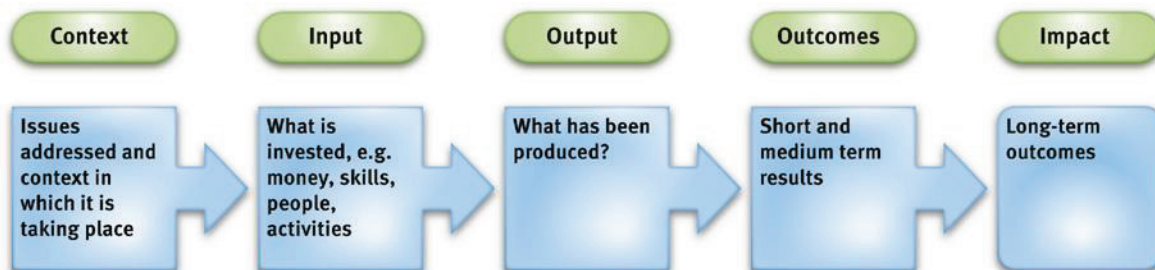 Context
Input
Output
Outcomes
Impact
Issues
addressed and
context in
which it is
taking place
What is
invested, e.g.
money, skills,
people,
activities
What has been
produced?
Short and
medium term
results
Long-term
outcomes